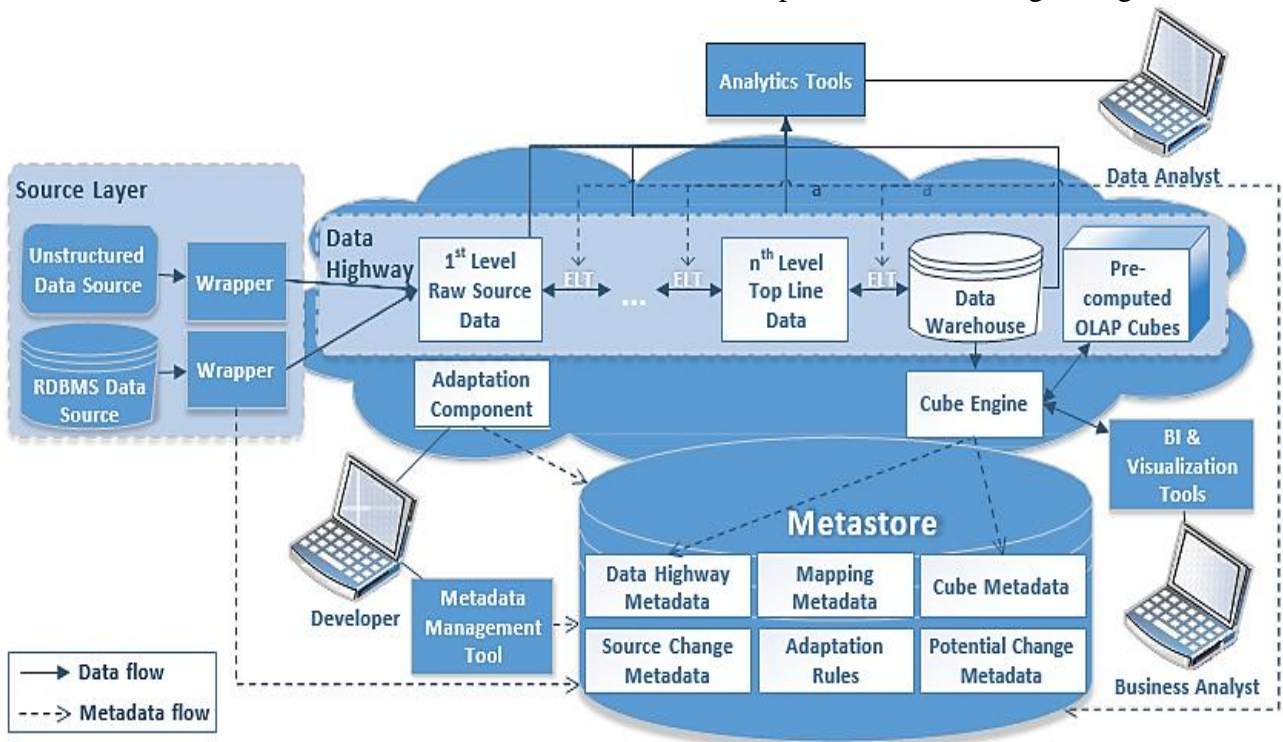 Analytics Tools
Data Analyst
Source Layer
Unstructured
Data Source
Wrapper
RDBMS Data
Source
Wrapper
Data
Highway
1st Level
Raw Source
Data
ELT
...
ELT
nth Level
Top Line
Data
ELT
Data
Warehouse
Pre-
computed
OLAP Cubes
a
a
Adaptation
Component
Cube Engine
BI &
Visualization
Tools
Metastore
Data Highway
Metadata
Mapping
Metadata
Cube Metadata
Source Change
Metadata
Adaptation
Rules
Potential Change
Metadata
Developer
Metadata
Management
Tool
Business Analyst
Data flow
Metadata flow